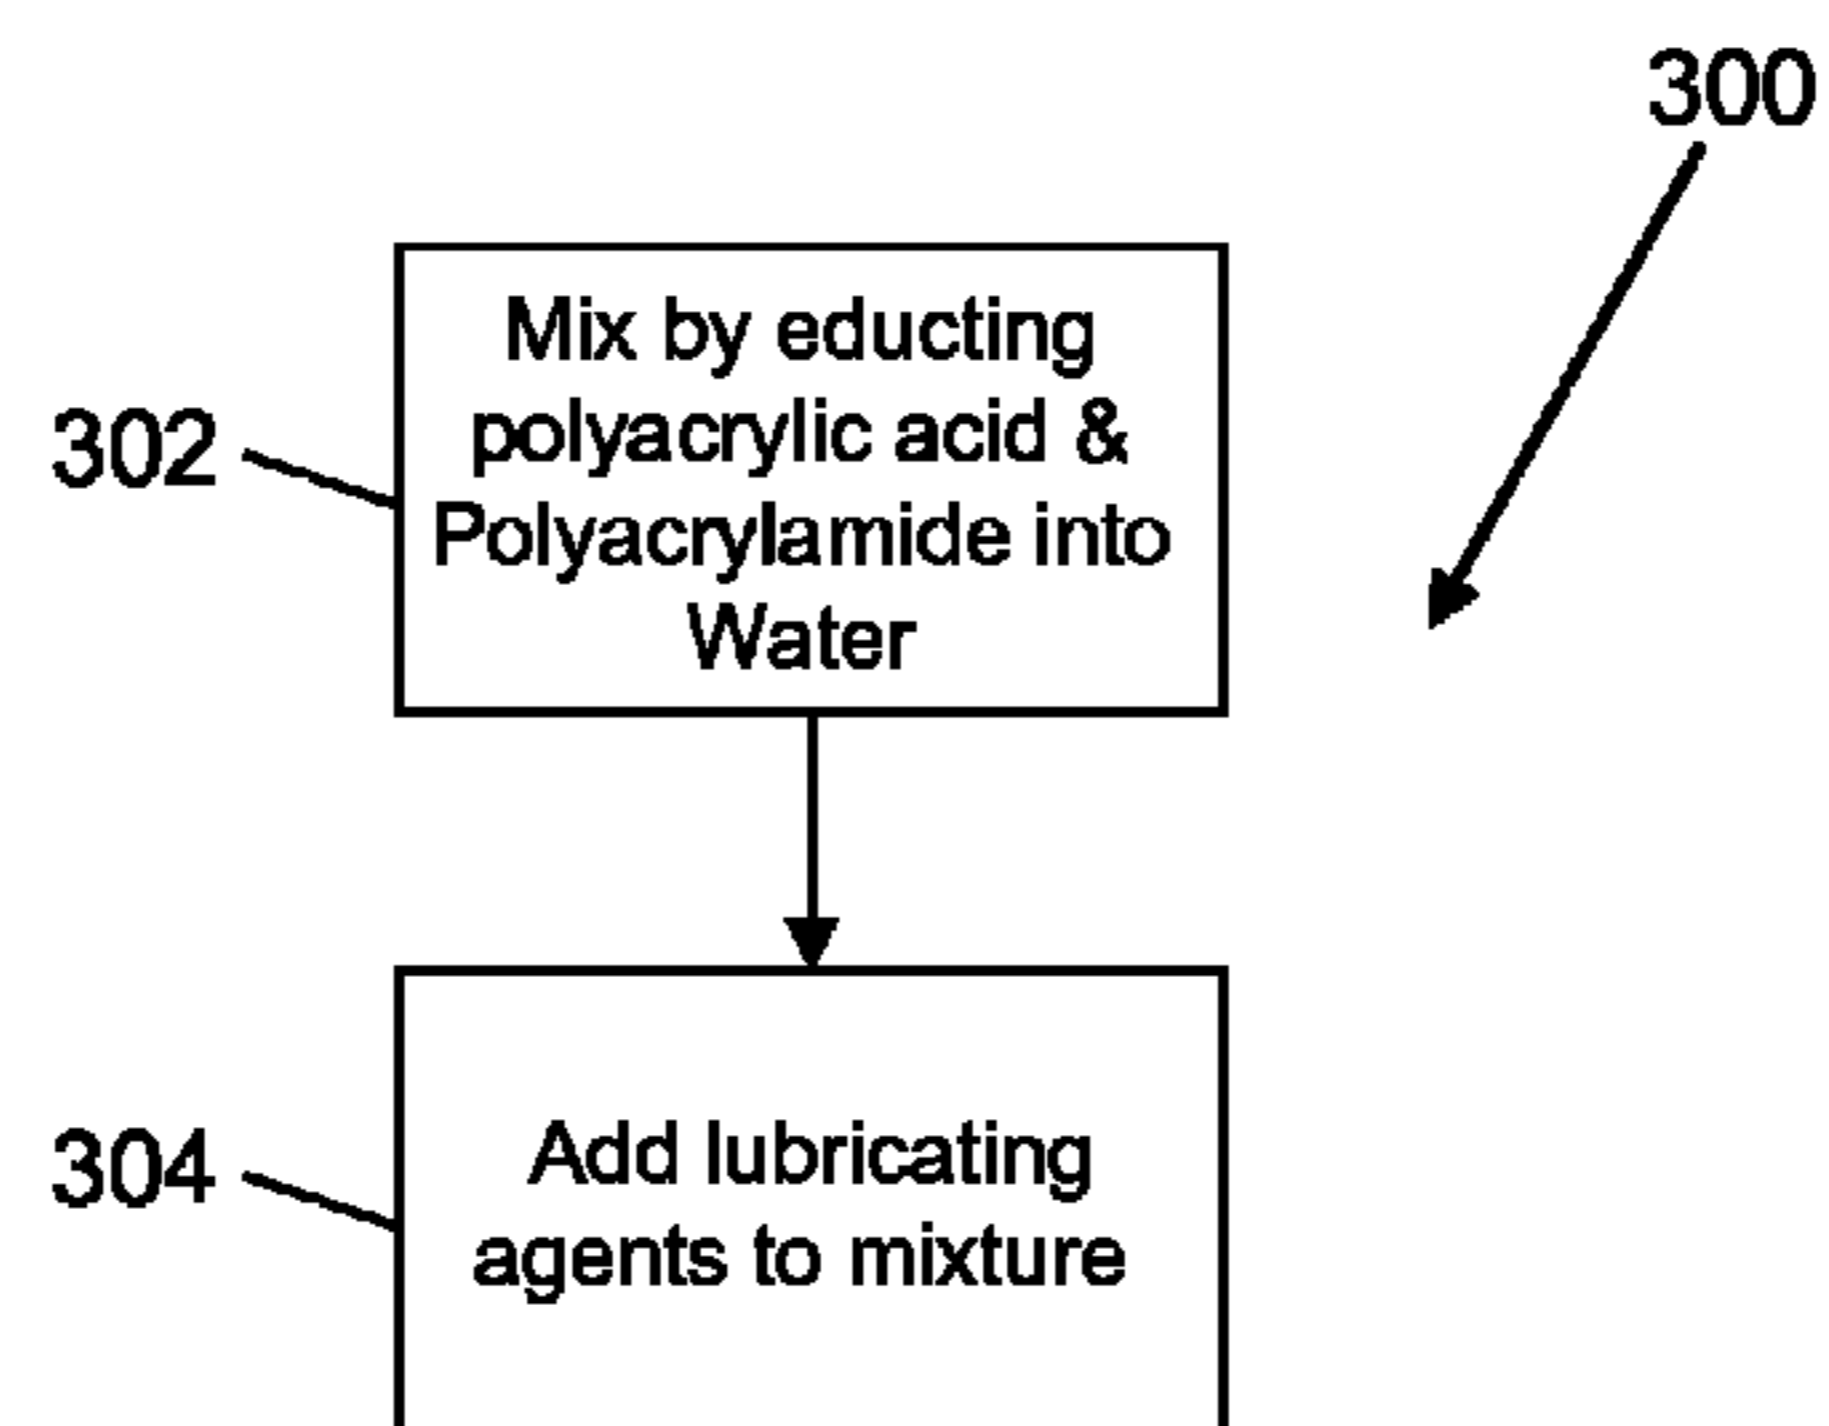 300
302
Mix by educting
polyacrylic acid &
Polyacrylamide into
Water
304
Add lubricating
agents to mixture